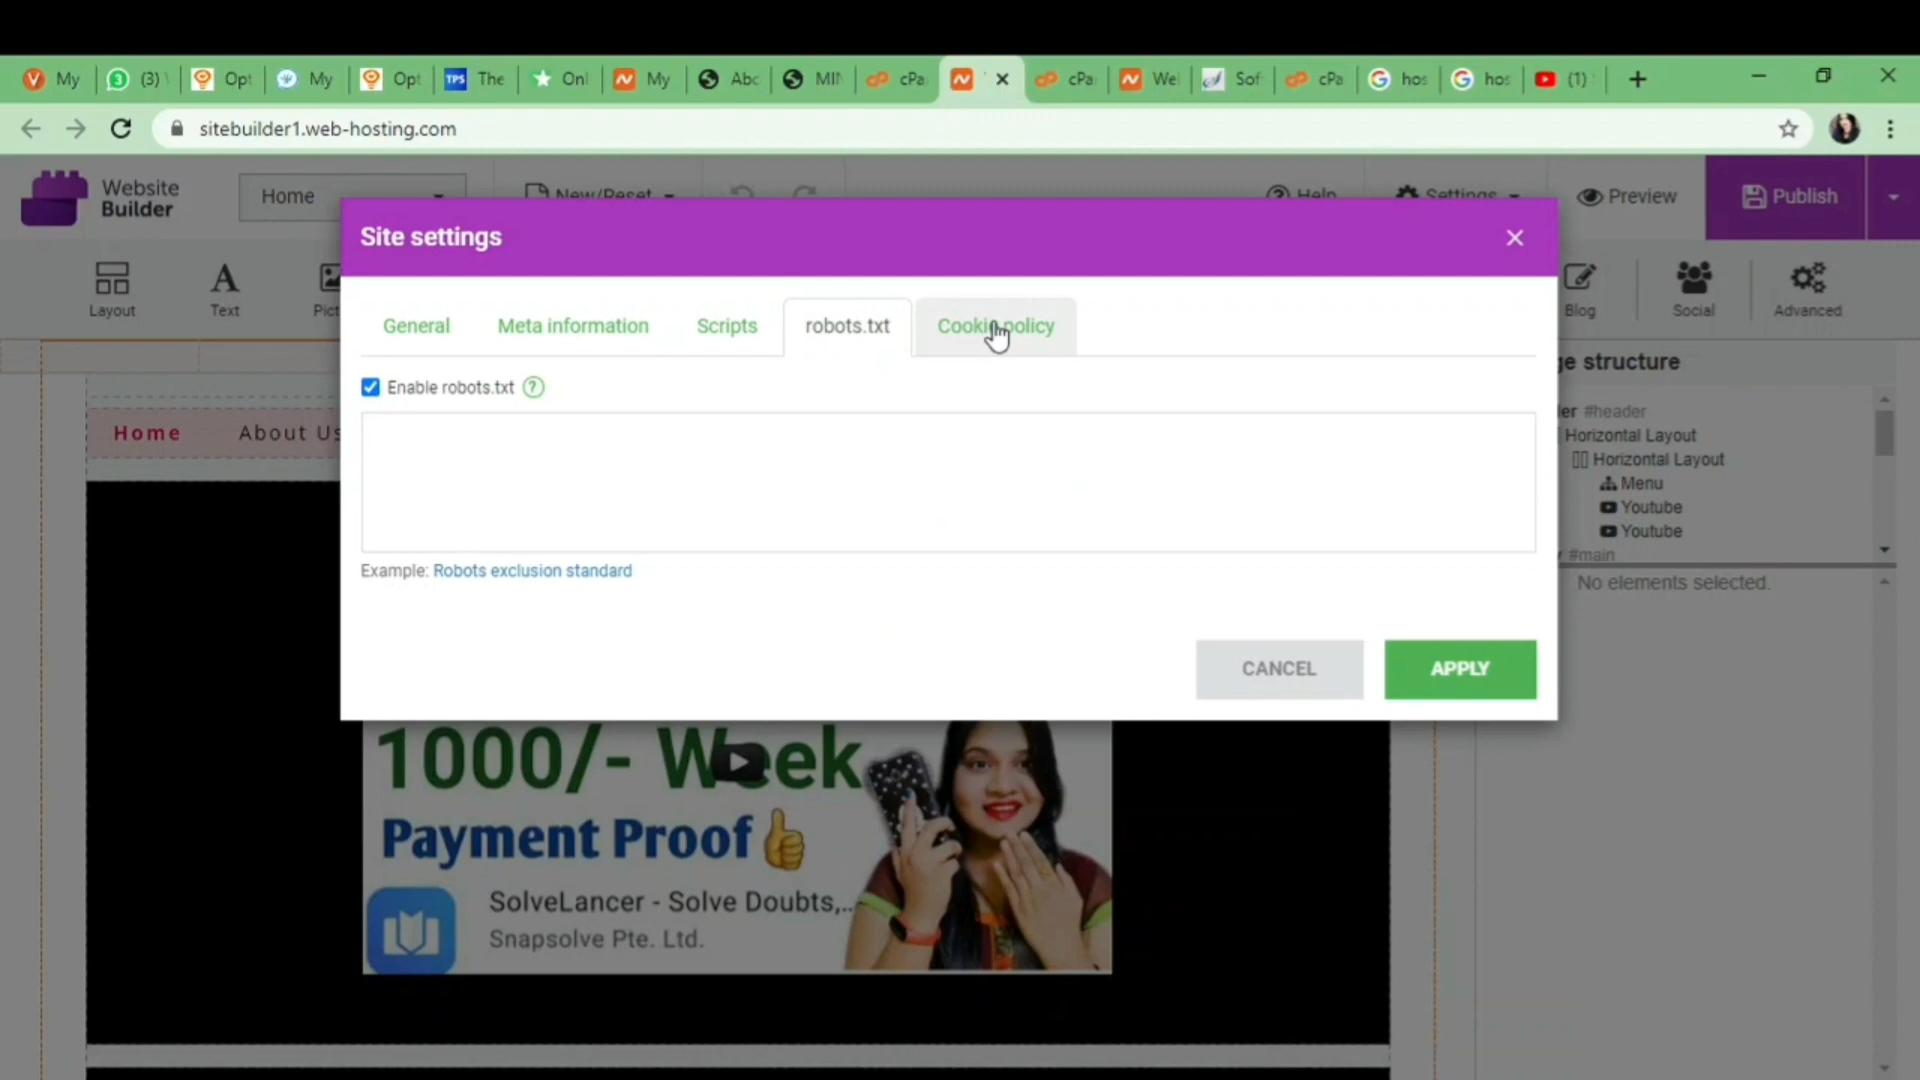 My
(3)
Opt
My
Opt
TPS
The
Onl
My
Abc
MIN
cPa
cPa
We
Sof
cPa
hos
hos
(1)
sitebuilder1.web-hosting.com
Website
Builder
Home
New/Reset
Help
Settings
Preview
Publish
Site settings
Layout
Text
Pict
Blog
Social
Advanced
General
Meta information
Scripts
robots.txt
Cookie policy
ge structure
Enable robots.txt
der #header
Horizontal Layout
Horizontal Layout
Menu
Youtube
Youtube
#main
Home
About Us
Example: Robots exclusion standard
No elements selected.
CANCEL
APPLY
1000/- Week
Payment Proof
SolveLancer - Solve Doubts,...
Snapsolve Pte. Ltd.